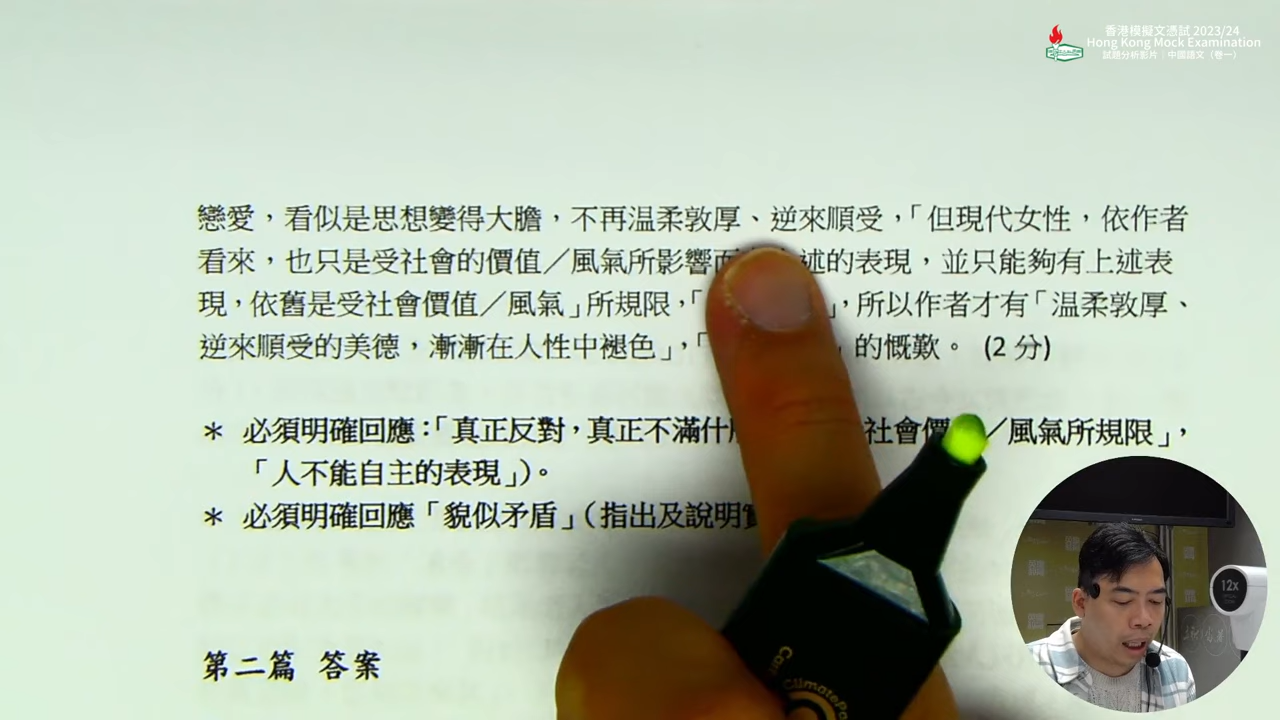 香港模擬文憑試 2023/24
Hong Kong Mock Examination
試題分析影片｜中國語文（卷一）
戀愛，看似是思想變得大膽，不再温柔敦厚、逆來順受，「但現代女性，依作者
看來，也只是受社會的價值／風氣所影響而 述的表現，並只能夠有上述表
現，依舊是受社會價值／風氣」所規限，「 」，所以作者才有「温柔敦厚、
逆來順受的美德，漸漸在人性中褪色」，「 的慨歎。 (2 分)
＊ 必須明確回應：「真正反對，真正不滿什 社會價 ／風氣所規限」，
「人不能自主的表現」）。
＊ 必須明確回應「貌似矛盾」（指出及說明
第二篇 答案
12x